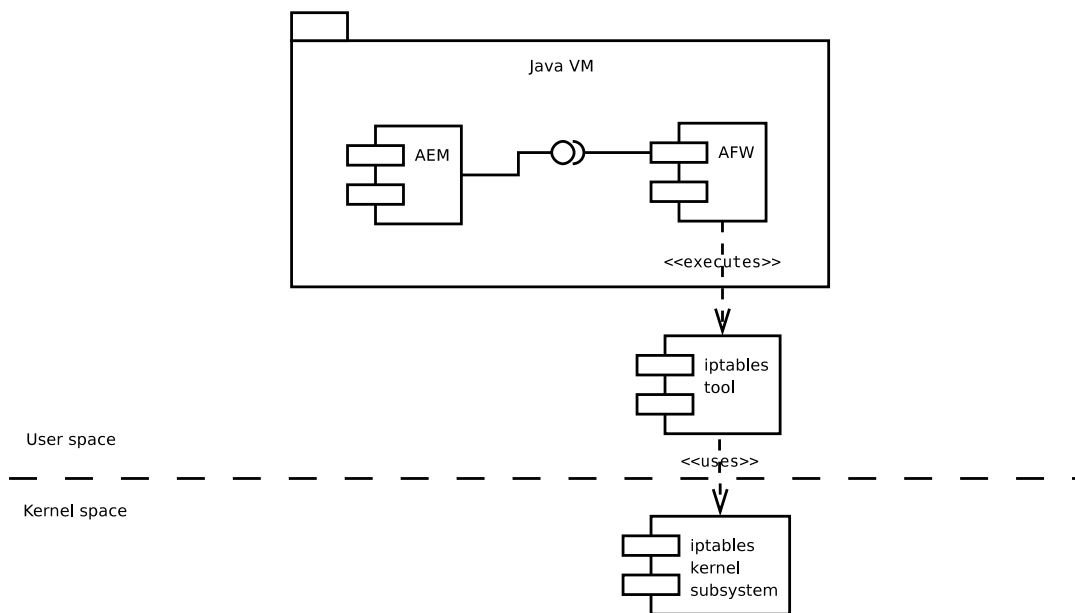 Java VM
AEM
AFW
<<executes>>
iptables
tool
User space
<<uses>>
Kernel space
iptables
kernel
subsystem